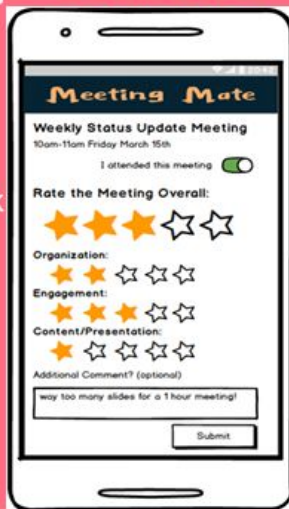 Meeting Mate
Weekly Status Update Meeting
10am-11am Friday March 15th
I attended this meeting
Rate the Meeting Overall:
Organization:
Engagement:
Content/Presentation:
Additional Comment? (optional)
way too many slides for a 1 hour meeting!
Submit